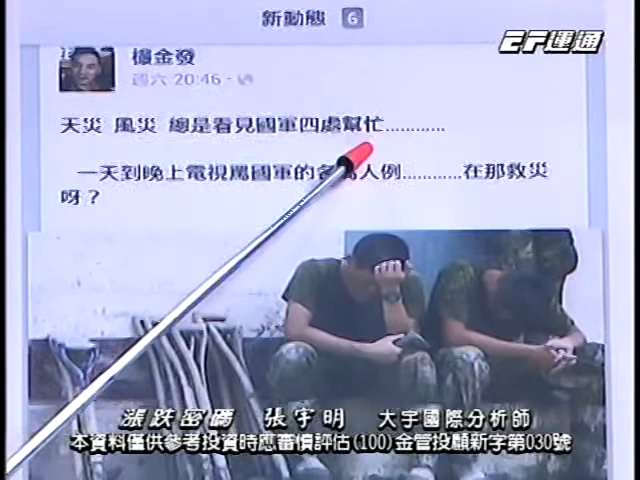 新動態 6
ET運通
楊金發
週六 20:46 ·
天災 風災 總是看見國軍四處幫忙............
一天到晚上電視罵國軍的名嘴人例............在那救災
呀？
漲跌密碼 張宇明 大宇國際分析師
本資料僅供參考投資時應審慎評估(100)金管投顧新字第030號